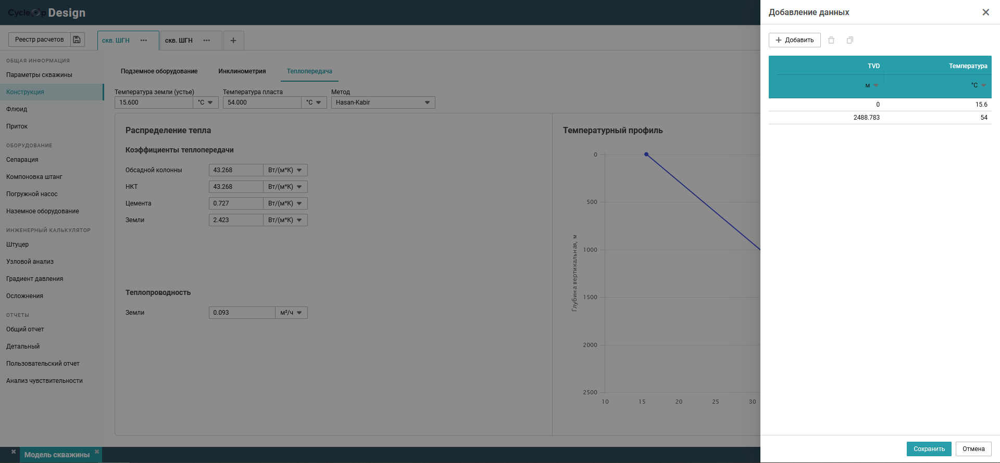 CycleOp Design
Добавление данных
Реестр расчетов
скв. ШГН
скв. ШГН
Добавить
ОБЩАЯ ИНФОРМАЦИЯ
Параметры скважины
Конструкция
Флюид
Приток
ОБОРУДОВАНИЕ
Сепарация
Компоновка штанг
Погружной насос
Наземное оборудование
ИНЖЕНЕРНЫЙ КАЛЬКУЛЯТОР
Штуцер
Узловой анализ
Градиент давления
Осложнения
ОТЧЕТЫ
Общий отчет
Детальный
Пользовательский отчет
Анализ чувствительности
Подземное оборудование
Инклинометрия
Теплопередача
Температура земли (устье)
15.600 °C
Температура пласта
54.000 °C
Метод
Hasan-Kabir
Распределение тепла
Коэффициенты теплопередачи
Обсадной колонны 43.268 Вт/(м*К)
НКТ 43.268 Вт/(м*К)
Цемента 0.727 Вт/(м*К)
Земли 2.423 Вт/(м*К)
Теплопроводность
Земли 0.093 м²/ч
Температурный профиль
Глубина вертикальная, м
0
500
1000
1500
2000
2500
10 15 20 25 30
TVD Температура
м °C
0 15.6
2488.783 54
Сохранить
Отмена
Модель скважины